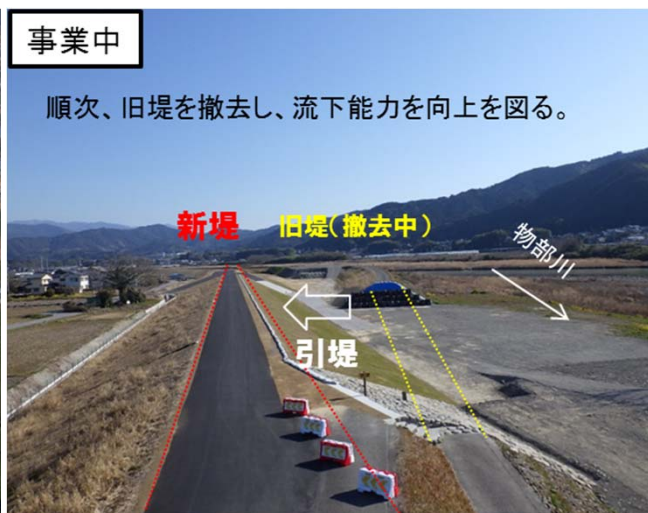 事業中
順次、旧堤を撤去し、流下能力を向上を図る。
新堤
旧堤(撤去中)
物部川
引堤